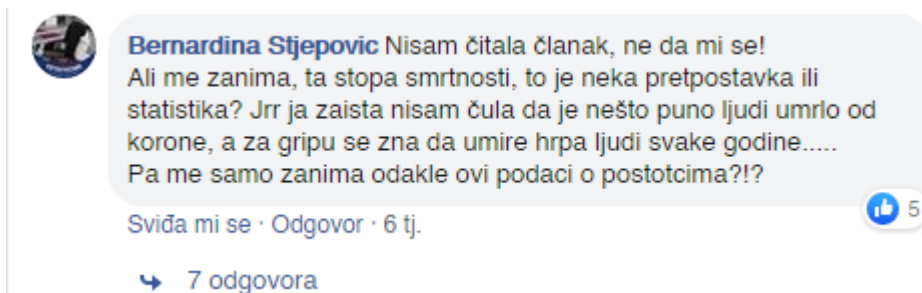 Bernardina Stjepovic Nisam čitala članak, ne da mi se!
Ali me zanima, ta stopa smrtnosti, to je neka pretpostavka ili
statistika? Jrr ja zaista nisam čula da je nešto puno ljudi umrlo od
korone, a za gripu se zna da umire hrpa ljudi svake godine.....
Pa me samo zanima odakle ovi podaci o postotcima?!?
5
Sviđa mi se · Odgovor · 6 tj.
7 odgovora